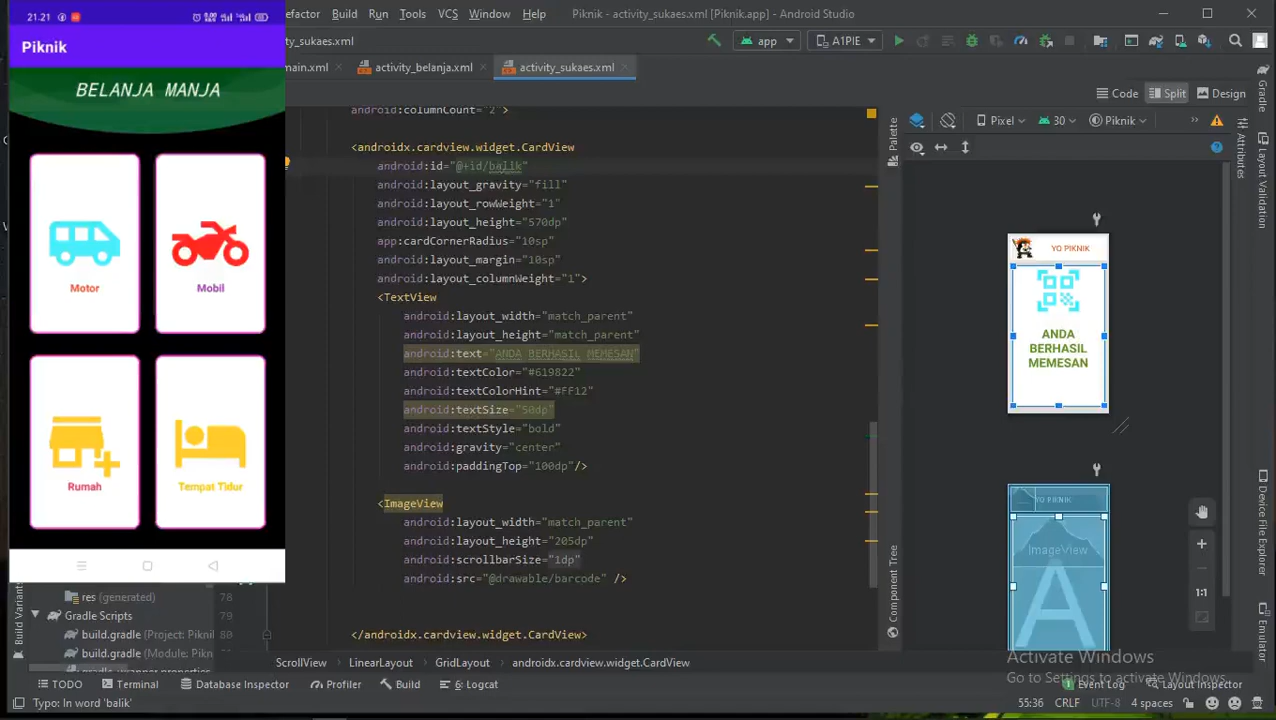 21.21
Piknik
BELANJA MANJA
Motor
Mobil
Rumah
Tempat Tidur
efactor Build Run Tools VCS Window Help Piknik - activity_sukaes.xml [Piknik.app] - Android Studio
activity_sukaes.xml
app
A1PIE
main.xml activity_belanja.xml activity_sukaes.xml
Code Split Design
android:columnCount="2">
<androidx.cardview.widget.CardView
android:id="@+id/balik"
android:layout_gravity="fill"
android:layout_rowWeight="1"
android:layout_height="570dp"
app:cardCornerRadius="10sp"
android:layout_margin="10sp"
android:layout_columnWeight="1">
<TextView
android:layout_width="match_parent"
android:layout_height="match_parent"
android:text="ANDA BERHASIL MEMESAN"
android:textColor="#619822"
android:textColorHint="#FF12"
android:textSize="50dp"
android:textStyle="bold"
android:gravity="center"
android:paddingTop="100dp"/>
<ImageView
android:layout_width="match_parent"
android:layout_height="205dp"
android:scrollbarSize="1dp"
android:src="@drawable/barcode" />
</androidx.cardview.widget.CardView>
78
79
80
Palette
Component Tree
Pixel 30 Piknik
YO PIKNIK
ANDA
BERHASIL
MEMESAN
YO PIKNIK
ImageView
A
1:1
Gradle
Layout Validation
Attributes
Device File Explorer
Emulator
Build Variants
res (generated)
Gradle Scripts
build.gradle (Project: Pikni
build.gradle (Module: Pikn
ScrollView LinearLayout GridLayout androidx.cardview.widget.CardView
Activate Windows
Go to Settings to activate Windows.
TODO Terminal Database Inspector Profiler Build 6: Logcat Event Log Layout Inspector
Typo: In word 'balik' 55:36 CRLF UTF-8 4 spaces